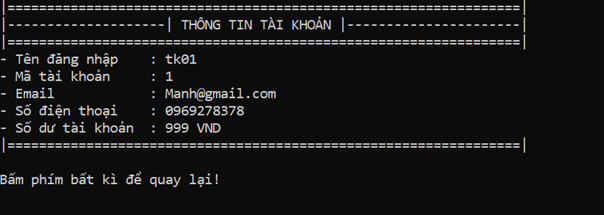 |=================================================================|
|--------------------| THÔNG TIN TÀI KHOẢN |----------------------|
|=================================================================|
- Tên đăng nhập    : tk01
- Mã tài khoản     : 1
- Email            : Manh@gmail.com
- Số điện thoại    : 0969278378
- Số dư tài khoản  : 999 VND
|=================================================================|
Bấm phím bất kì để quay lại!